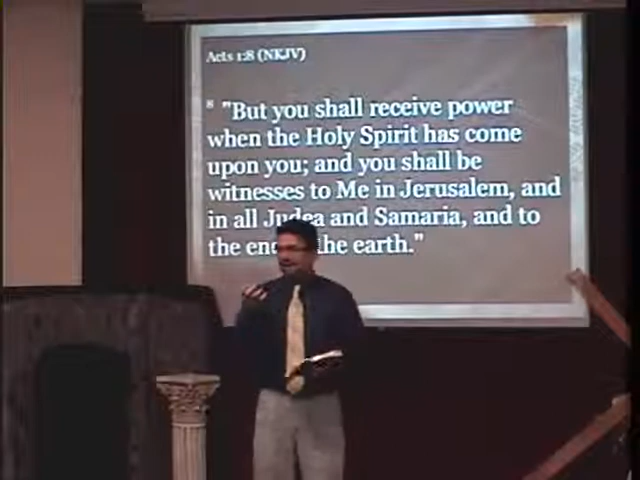 Acts 1:8 (NKJV)
8 "But you shall receive power
when the Holy Spirit has come
upon you; and you shall be
witnesses to Me in Jerusalem, and
in all Judea and Samaria, and to
the the earth."